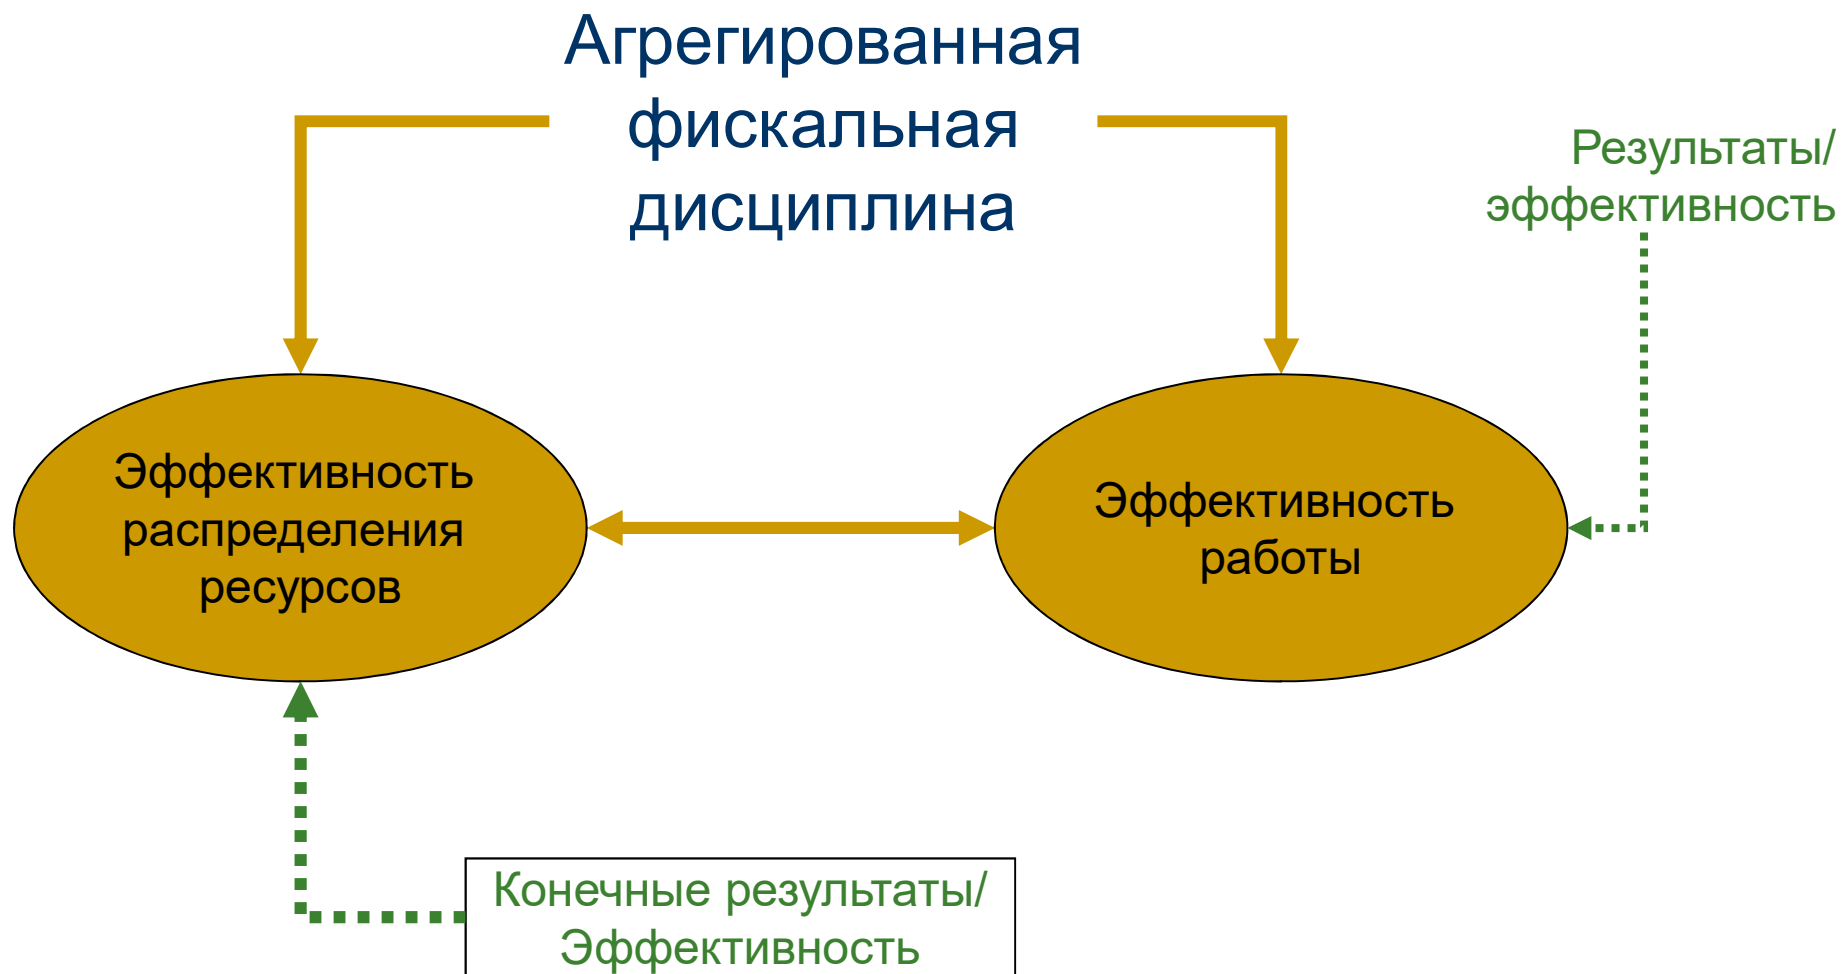 Агрегированная
фискальная
дисциплина
Результаты/
эффективность
Эффективность
распределения
ресурсов
Эффективность
работы
Конечные результаты/
Эффективность